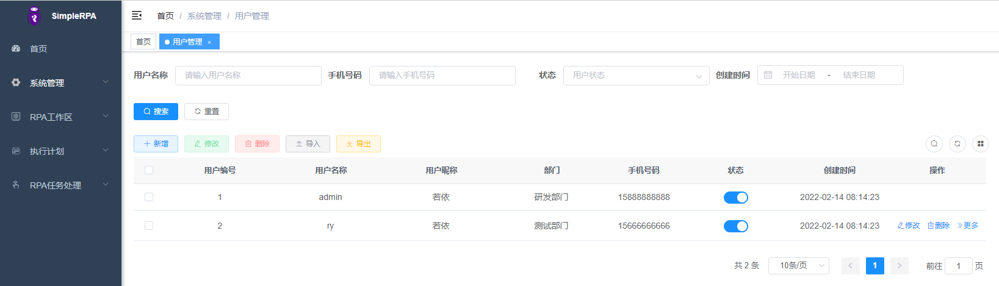 SimpleRPA
首页
系统管理
RPA工作区
执行计划
RPA任务处理
首页 / 系统管理 / 用户管理
首页 用户管理 ×
用户名称 请输入用户名称 手机号码 请输入手机号码 状态 用户状态 创建时间 开始日期 - 结束日期
搜索 重置
新增 修改 删除 导入 导出
用户编号 用户名称 用户昵称 部门 手机号码 状态 创建时间 操作
1 admin 若依 研发部门 15888888888 2022-02-14 08:14:23
2 ry 若依 测试部门 15666666666 2022-02-14 08:14:23 修改 删除 更多
共 2 条 10条/页 1 前往 1 页